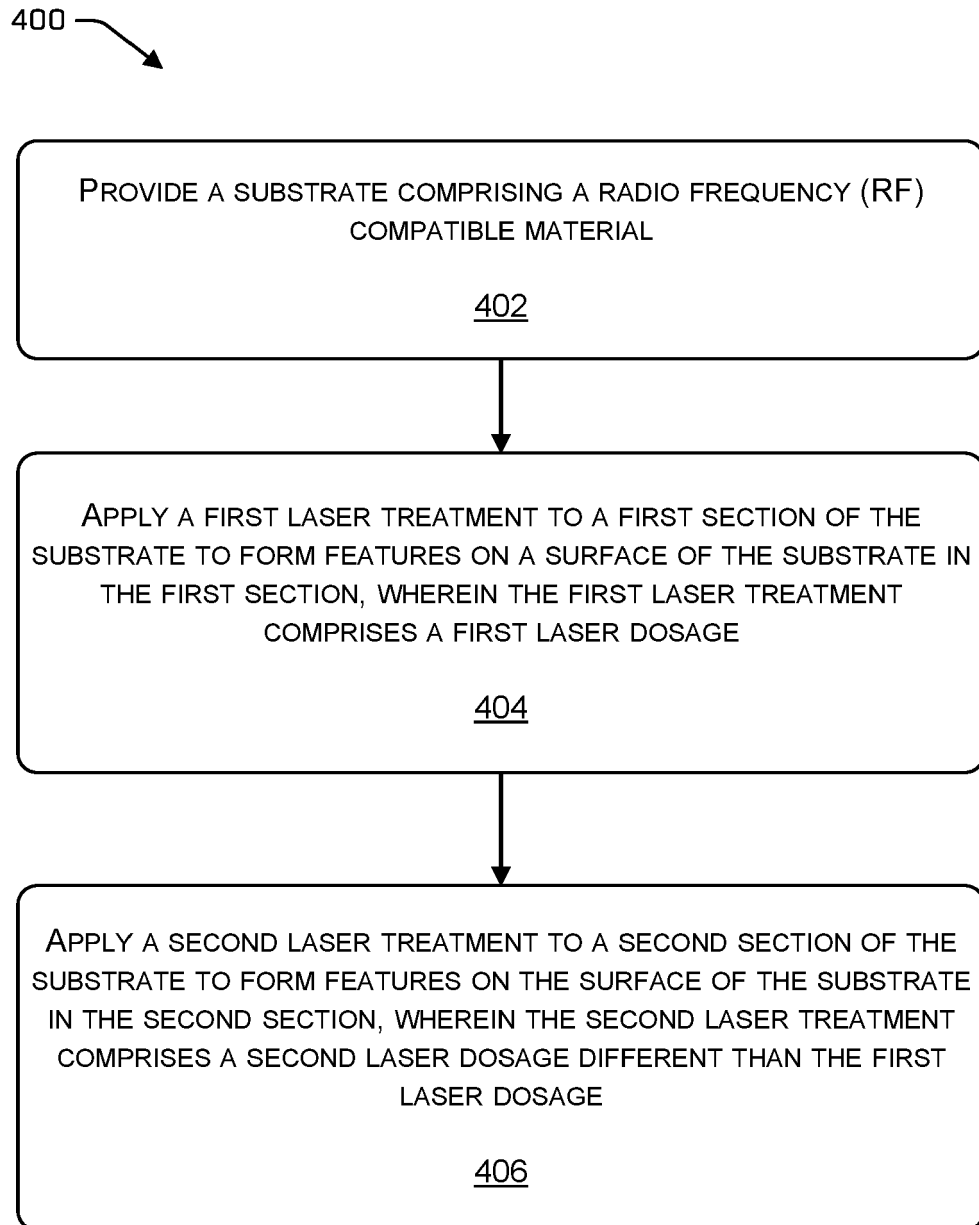 400
PROVIDE A SUBSTRATE COMPRISING A RADIO FREQUENCY (RF)
COMPATIBLE MATERIAL
402
APPLY A FIRST LASER TREATMENT TO A FIRST SECTION OF THE
SUBSTRATE TO FORM FEATURES ON A SURFACE OF THE SUBSTRATE IN
THE FIRST SECTION, WHEREIN THE FIRST LASER TREATMENT
COMPRISES A FIRST LASER DOSAGE
404
APPLY A SECOND LASER TREATMENT TO A SECOND SECTION OF THE
SUBSTRATE TO FORM FEATURES ON THE SURFACE OF THE SUBSTRATE
IN THE SECOND SECTION, WHEREIN THE SECOND LASER TREATMENT
COMPRISES A SECOND LASER DOSAGE DIFFERENT THAN THE FIRST
LASER DOSAGE
406